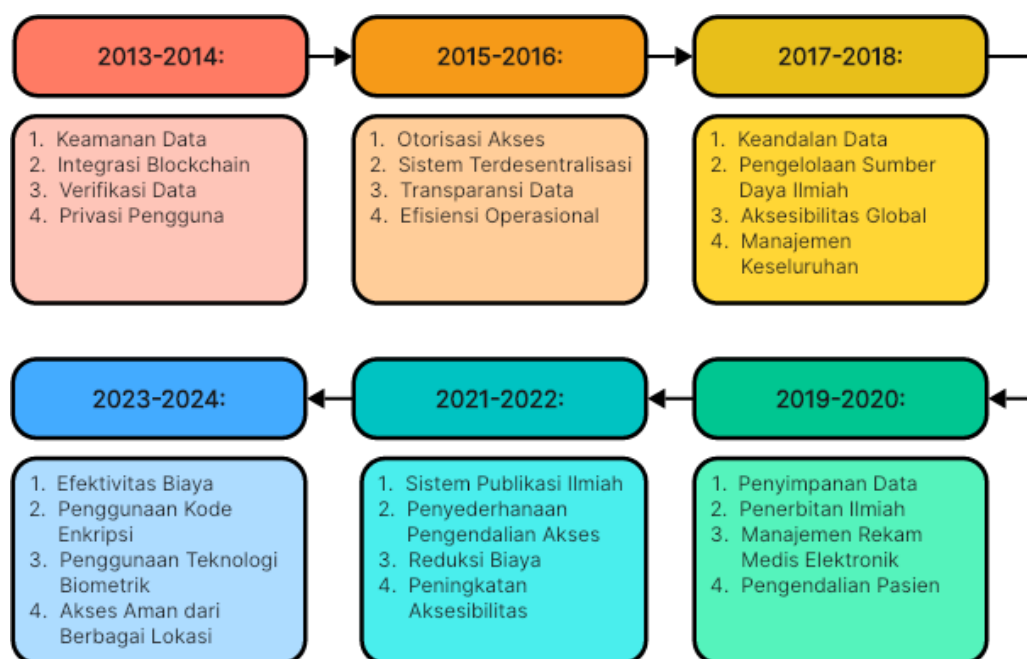 2013-2014:
1. Keamanan Data
2. Integrasi Blockchain
3. Verifikasi Data
4. Privasi Pengguna
2015-2016:
1. Otorisasi Akses
2. Sistem Terdesentralisasi
3. Transparansi Data
4. Efisiensi Operasional
2017-2018:
1. Keandalan Data
2. Pengelolaan Sumber
Daya Ilmiah
3. Aksesibilitas Global
4. Manajemen
Keseluruhan
2019-2020:
1. Penyimpanan Data
2. Penerbitan Ilmiah
3. Manajemen Rekam
Medis Elektronik
4. Pengendalian Pasien
2021-2022:
1. Sistem Publikasi Ilmiah
2. Penyederhanaan
Pengendalian Akses
3. Reduksi Biaya
4. Peningkatan
Aksesibilitas
2023-2024:
1. Efektivitas Biaya
2. Penggunaan Kode
Enkripsi
3. Penggunaan Teknologi
Biometrik
4. Akses Aman dari
Berbagai Lokasi